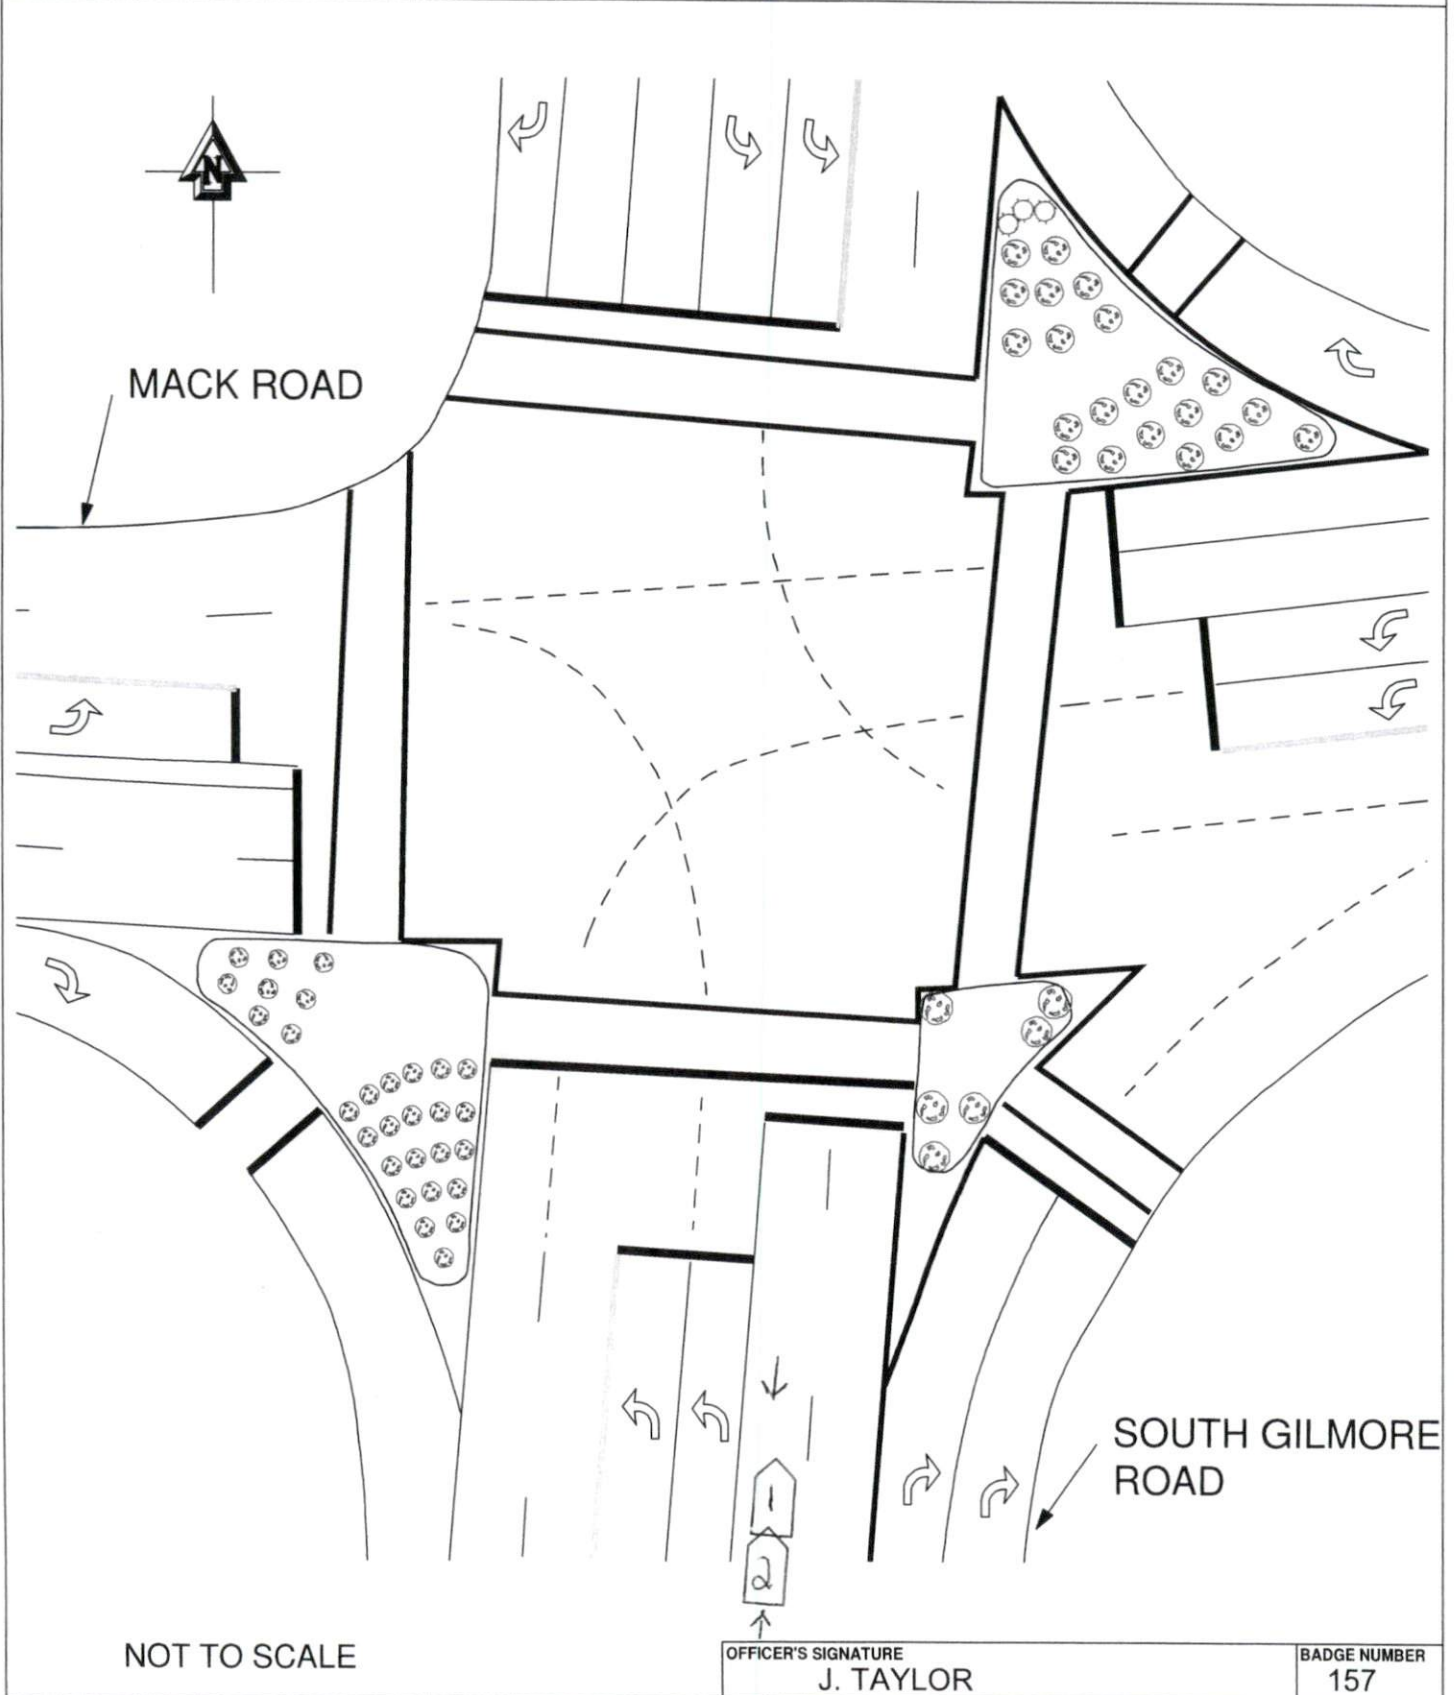 N
MACK ROAD
SOUTH GILMORE
ROAD
1
2
NOT TO SCALE
OFFICER'S SIGNATURE
J. TAYLOR
BADGE NUMBER
157